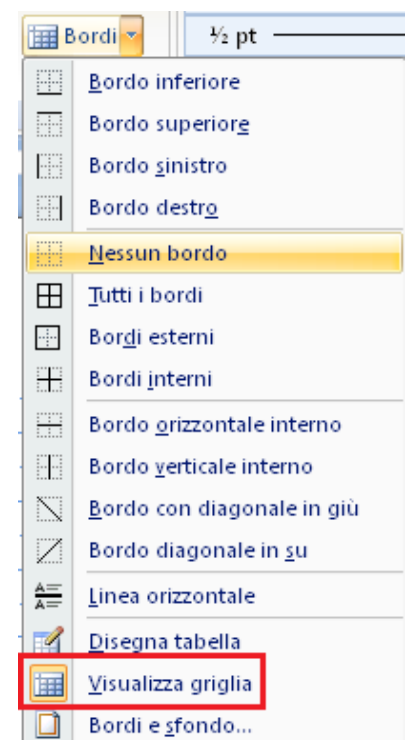 Bordi ½ pt
Bordo inferiore
Bordo superiore
Bordo sinistro
Bordo destro
Nessun bordo
Tutti i bordi
Bordi esterni
Bordi interni
Bordo orizzontale interno
Bordo verticale interno
Bordo con diagonale in giù
Bordo diagonale in su
Linea orizzontale
Disegna tabella
Visualizza griglia
Bordi e sfondo...